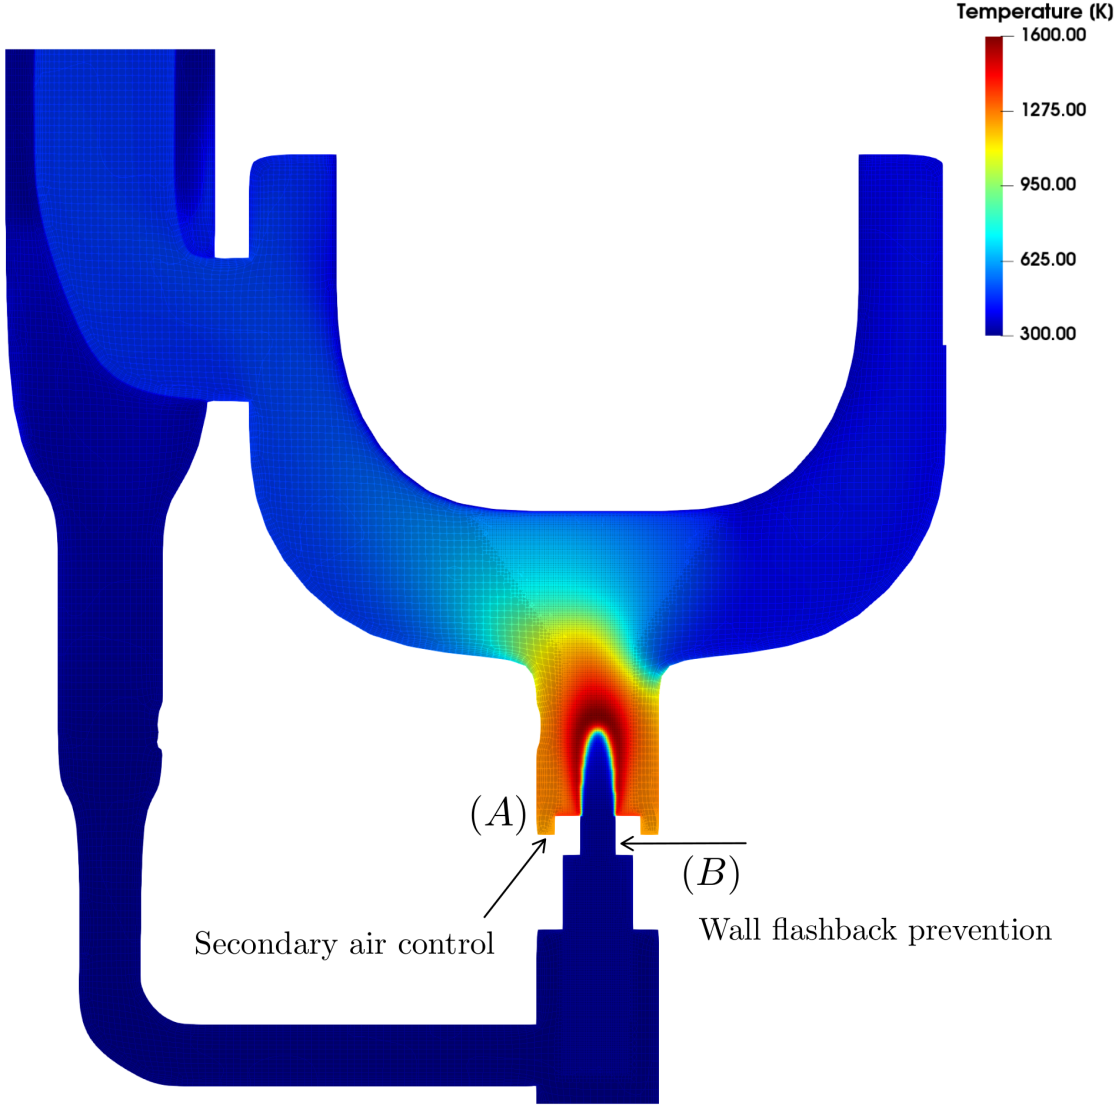 Temperature (K)
1600.00
1275.00
950.00
625.00
300.00
(A)
(B)
Secondary air control
Wall flashback prevention